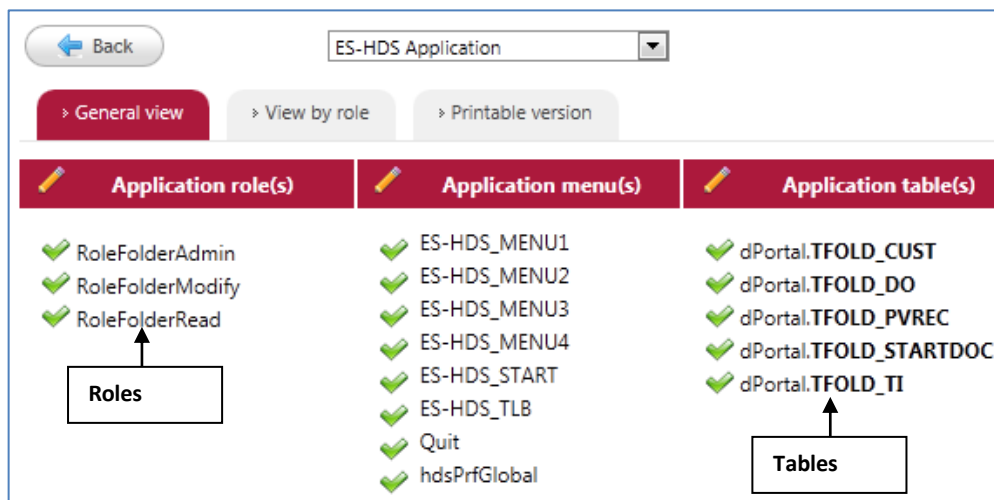 Back
ES-HDS Application
› General view
› View by role
› Printable version
Application role(s)
Application menu(s)
Application table(s)
RoleFolderAdmin
RoleFolderModify
RoleFolderRead
Roles
ES-HDS_MENU1
ES-HDS_MENU2
ES-HDS_MENU3
ES-HDS_MENU4
ES-HDS_START
ES-HDS_TLB
Quit
hdsPrfGlobal
dPortal.TFOLD_CUST
dPortal.TFOLD_DO
dPortal.TFOLD_PVREC
dPortal.TFOLD_STARTDOC
dPortal.TFOLD_TI
Tables